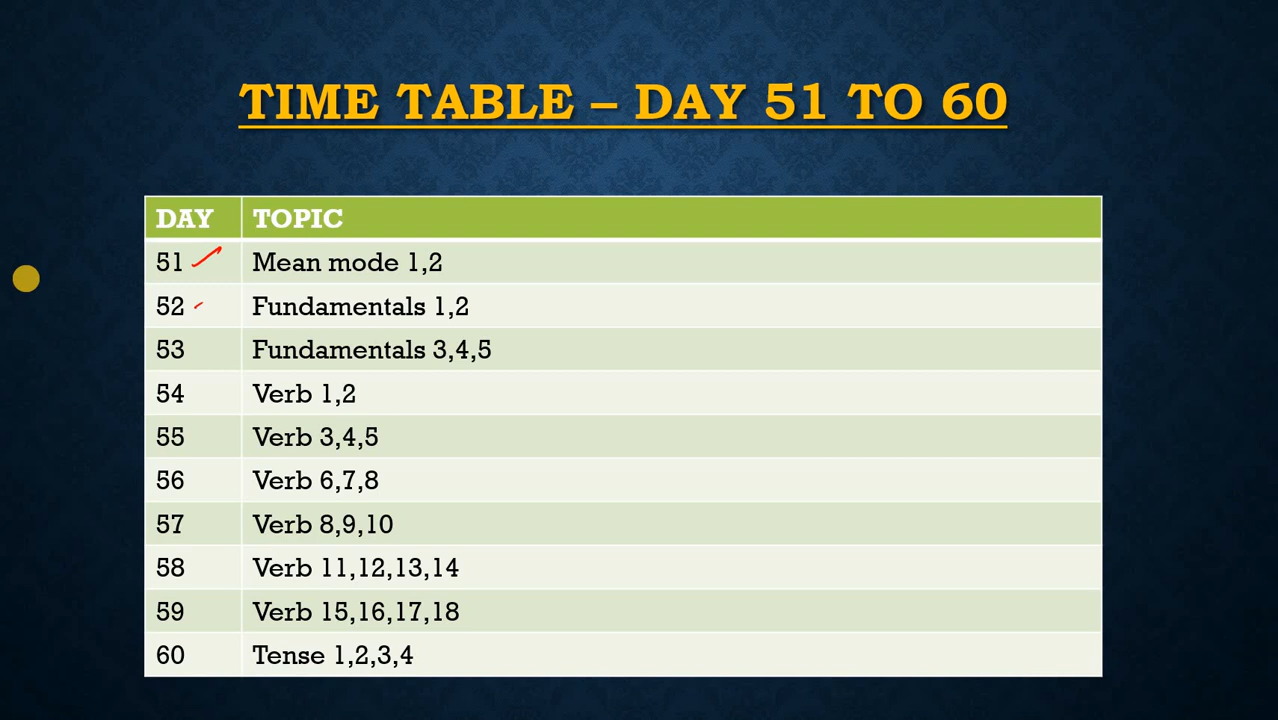 TIME TABLE – DAY 51 TO 60
DAY TOPIC
51 Mean mode 1,2
52 Fundamentals 1,2
53 Fundamentals 3,4,5
54 Verb 1,2
55 Verb 3,4,5
56 Verb 6,7,8
57 Verb 8,9,10
58 Verb 11,12,13,14
59 Verb 15,16,17,18
60 Tense 1,2,3,4